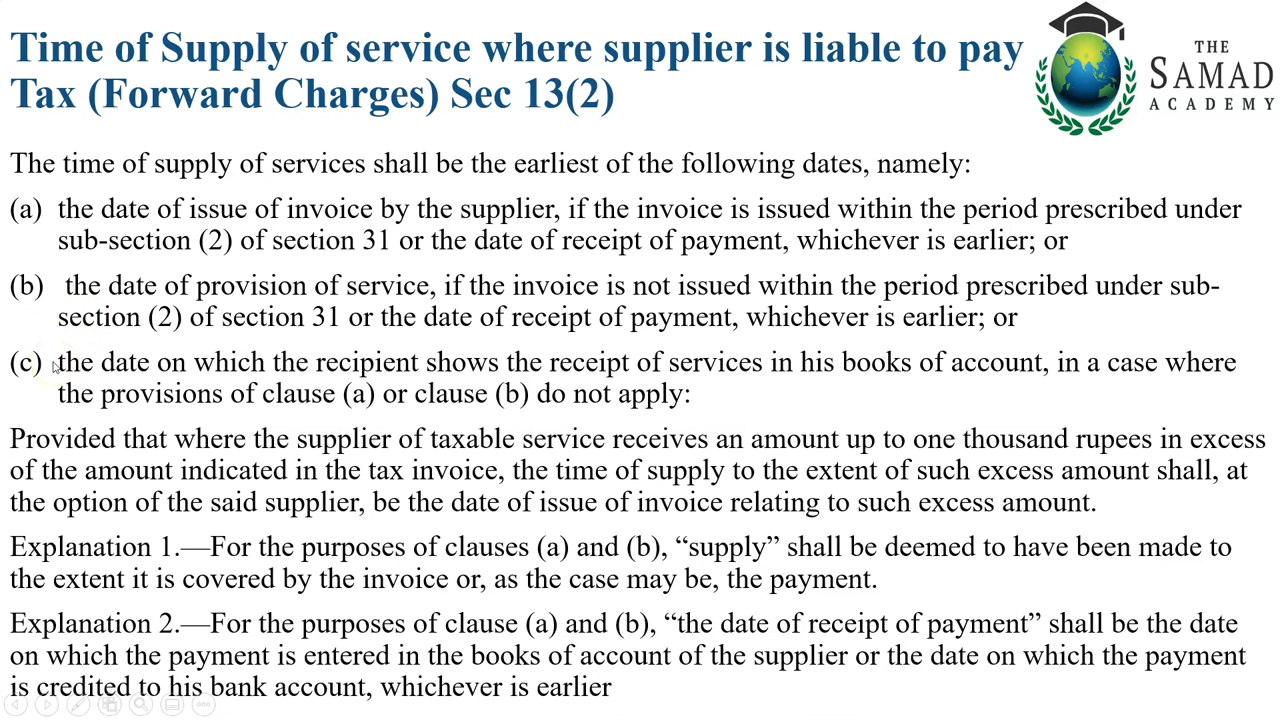 Time of Supply of service where supplier is liable to pay
Tax (Forward Charges) Sec 13(2)
THE
SAMAD
ACADEMY
The time of supply of services shall be the earliest of the following dates, namely:
(a) the date of issue of invoice by the supplier, if the invoice is issued within the period prescribed under
sub-section (2) of section 31 or the date of receipt of payment, whichever is earlier; or
(b) the date of provision of service, if the invoice is not issued within the period prescribed under sub-
section (2) of section 31 or the date of receipt of payment, whichever is earlier; or
(c) the date on which the recipient shows the receipt of services in his books of account, in a case where
the provisions of clause (a) or clause (b) do not apply:
Provided that where the supplier of taxable service receives an amount up to one thousand rupees in excess
of the amount indicated in the tax invoice, the time of supply to the extent of such excess amount shall, at
the option of the said supplier, be the date of issue of invoice relating to such excess amount.
Explanation 1.—For the purposes of clauses (a) and (b), “supply” shall be deemed to have been made to
the extent it is covered by the invoice or, as the case may be, the payment.
Explanation 2.—For the purposes of clause (a) and (b), “the date of receipt of payment” shall be the date
on which the payment is entered in the books of account of the supplier or the date on which the payment
is credited to his bank account, whichever is earlier